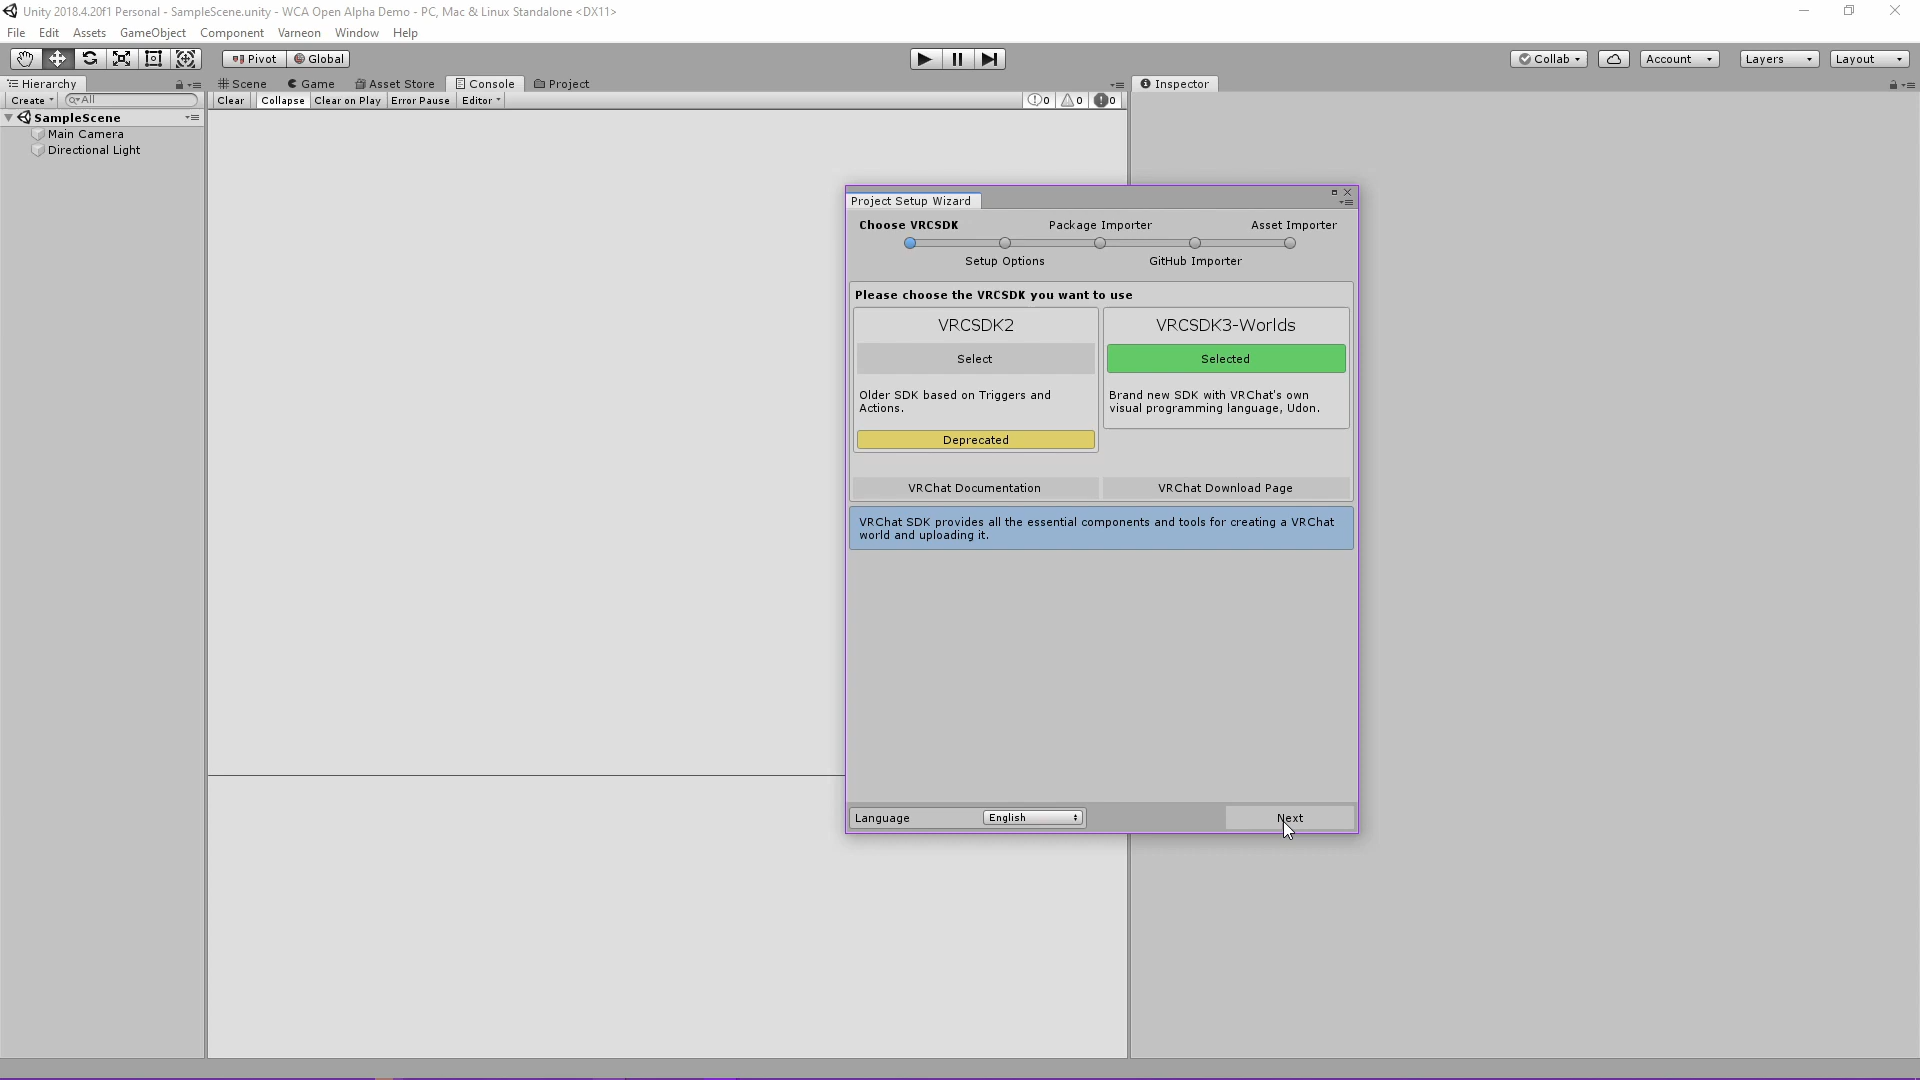 Unity 2018.4.20f1 Personal - SampleScene.unity - WCA Open Alpha Demo - PC, Mac & Linux Standalone <DX11>
File Edit Assets GameObject Component Varneon Window Help
Pivot Global Collab Account Layers Layout
Hierarchy Scene Game Asset Store Console Project Inspector
Create All Clear Collapse Clear on Play Error Pause Editor 0 0 0
SampleScene
Main Camera
Directional Light
Project Setup Wizard
Choose VRCSDK Package Importer Asset Importer
Setup Options GitHub Importer
Please choose the VRCSDK you want to use
VRCSDK2 VRCSDK3-Worlds
Select Selected
Older SDK based on Triggers and
Actions.
Brand new SDK with VRChat's own
visual programming language, Udon.
Deprecated
VRChat Documentation VRChat Download Page
VRChat SDK provides all the essential components and tools for creating a VRChat
world and uploading it.
Language English Next